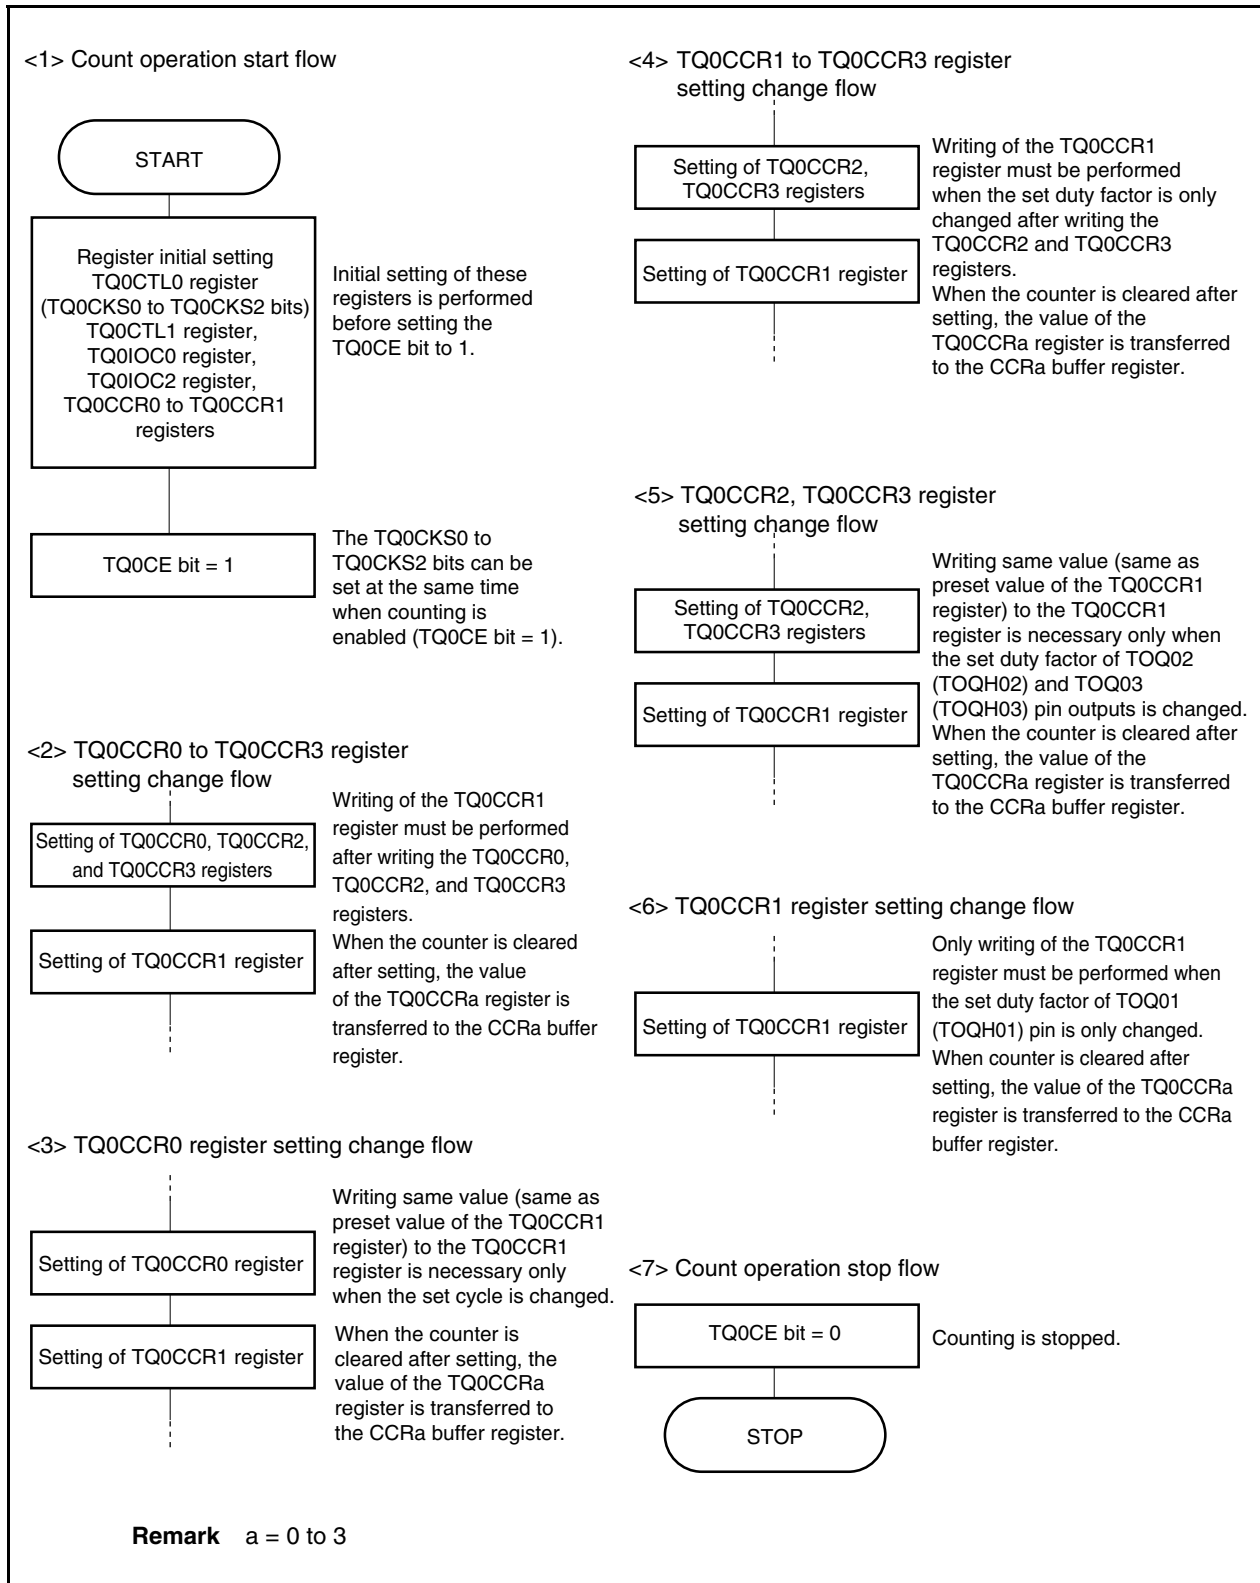 <1> Count operation start flow
START
Register initial setting
TQ0CTL0 register
(TQ0CKS0 to TQ0CKS2 bits)
TQ0CTL1 register,
TQ0IOC0 register,
TQ0IOC2 register,
TQ0CCR0 to TQ0CCR1
registers
Initial setting of these
registers is performed
before setting the
TQ0CE bit to 1.
TQ0CE bit = 1
The TQ0CKS0 to
TQ0CKS2 bits can be
set at the same time
when counting is
enabled (TQ0CE bit = 1).
<2> TQ0CCR0 to TQ0CCR3 register
setting change flow
Setting of TQ0CCR0, TQ0CCR2,
and TQ0CCR3 registers
Setting of TQ0CCR1 register
Writing of the TQ0CCR1
register must be performed
after writing the TQ0CCR0,
TQ0CCR2, and TQ0CCR3
registers.
When the counter is cleared
after setting, the value
of the TQ0CCRa register is
transferred to the CCRa buffer
register.
<3> TQ0CCR0 register setting change flow
Setting of TQ0CCR0 register
Writing same value (same as
preset value of the TQ0CCR1
register) to the TQ0CCR1
register is necessary only
when the set cycle is changed.
Setting of TQ0CCR1 register
When the counter is
cleared after setting, the
value of the TQ0CCRa
register is transferred to
the CCRa buffer register.
<4> TQ0CCR1 to TQ0CCR3 register
setting change flow
Setting of TQ0CCR2,
TQ0CCR3 registers
Setting of TQ0CCR1 register
Writing of the TQ0CCR1
register must be performed
when the set duty factor is only
changed after writing the
TQ0CCR2 and TQ0CCR3
registers.
When the counter is cleared after
setting, the value of the
TQ0CCRa register is transferred
to the CCRa buffer register.
<5> TQ0CCR2, TQ0CCR3 register
setting change flow
Setting of TQ0CCR2,
TQ0CCR3 registers
Setting of TQ0CCR1 register
Writing same value (same as
preset value of the TQ0CCR1
register) to the TQ0CCR1
register is necessary only when
the set duty factor of TOQ02
(TOQH02) and TOQ03
(TOQH03) pin outputs is changed.
When the counter is cleared after
setting, the value of the
TQ0CCRa register is transferred
to the CCRa buffer register.
<6> TQ0CCR1 register setting change flow
Setting of TQ0CCR1 register
Only writing of the TQ0CCR1
register must be performed when
the set duty factor of TOQ01
(TOQH01) pin is only changed.
When counter is cleared after
setting, the value of the TQ0CCRa
register is transferred to the CCRa
buffer register.
<7> Count operation stop flow
TQ0CE bit = 0
Counting is stopped.
STOP
Remark a = 0 to 3